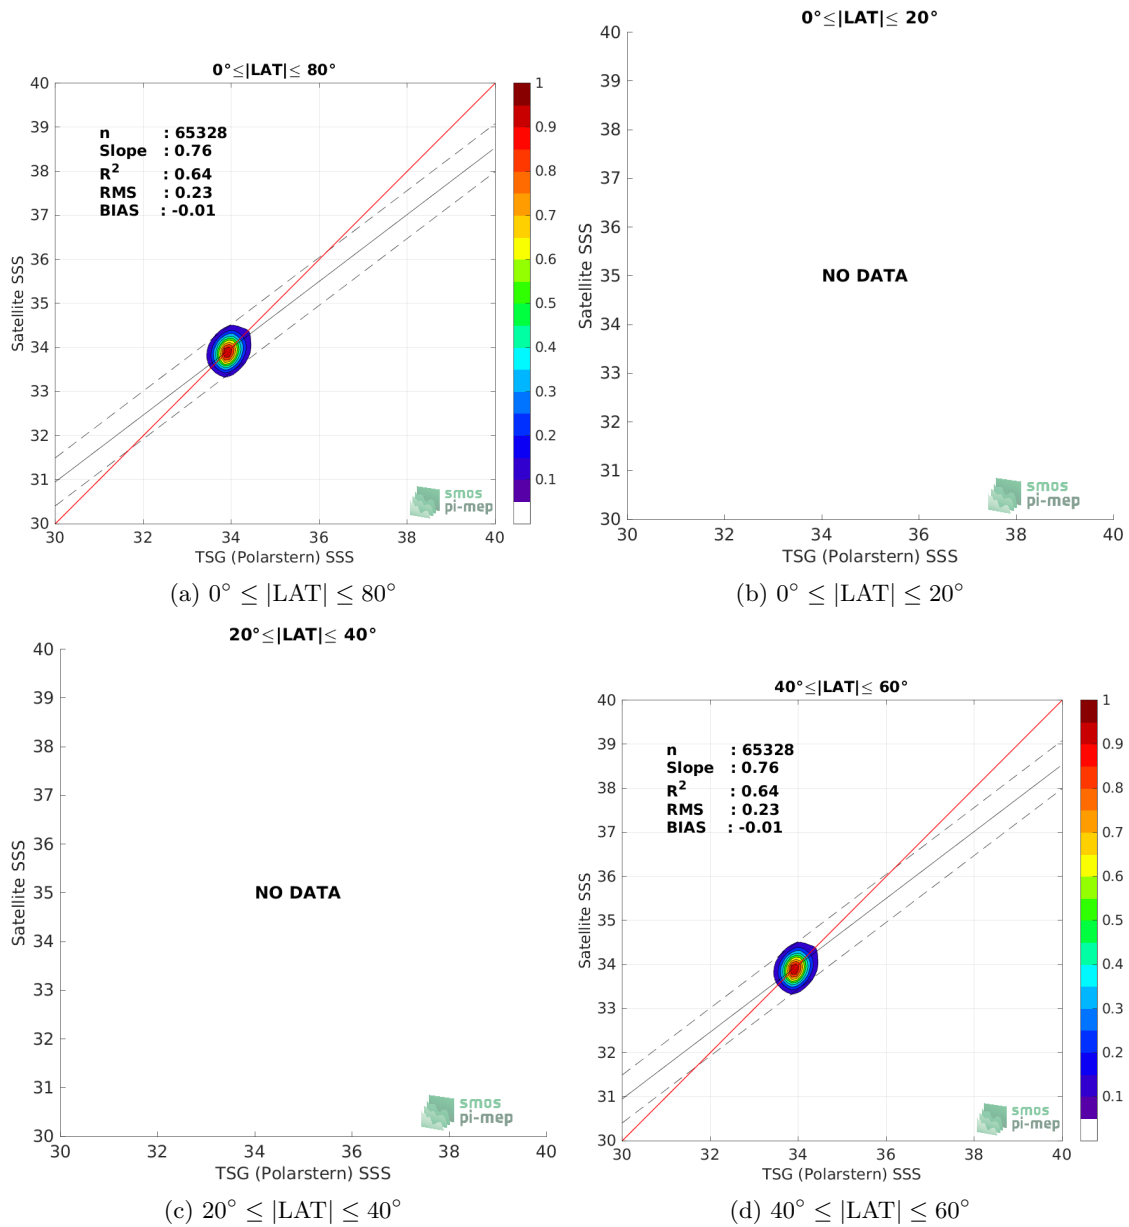 0°≤|LAT|≤ 80°
40
39
38
37
36
35
34
33
32
31
30
Satellite SSS
n : 65328
Slope : 0.76
R² : 0.64
RMS : 0.23
BIAS : -0.01
1
0.9
0.8
0.7
0.6
0.5
0.4
0.3
0.2
0.1
smos
pi-mep
30 32 34 36 38 40
TSG (Polarstern) SSS
(a) 0° ≤ |LAT| ≤ 80°
0°≤|LAT|≤ 20°
40
39
38
37
36
35
34
33
32
31
30
Satellite SSS
NO DATA
smos
pi-mep
30 32 34 36 38 40
TSG (Polarstern) SSS
(b) 0° ≤ |LAT| ≤ 20°
20°≤|LAT|≤ 40°
40
39
38
37
36
35
34
33
32
31
30
Satellite SSS
NO DATA
smos
pi-mep
30 32 34 36 38 40
TSG (Polarstern) SSS
(c) 20° ≤ |LAT| ≤ 40°
40°≤|LAT|≤ 60°
40
39
38
37
36
35
34
33
32
31
30
Satellite SSS
n : 65328
Slope : 0.76
R² : 0.64
RMS : 0.23
BIAS : -0.01
1
0.9
0.8
0.7
0.6
0.5
0.4
0.3
0.2
0.1
smos
pi-mep
30 32 34 36 38 40
TSG (Polarstern) SSS
(d) 40° ≤ |LAT| ≤ 60°